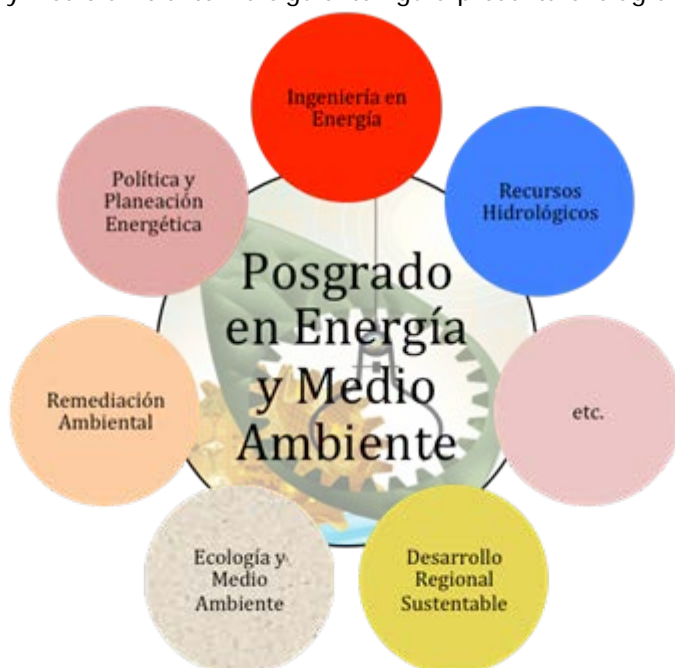 Ingeniería en
Energía
Política y
Planeación
Energética
Recursos
Hidrológicos
Posgrado
en Energía
y Medio
Ambiente
Remediación
Ambiental
etc.
Ecología y
Medio
Ambiente
Desarrollo
Regional
Sustentable